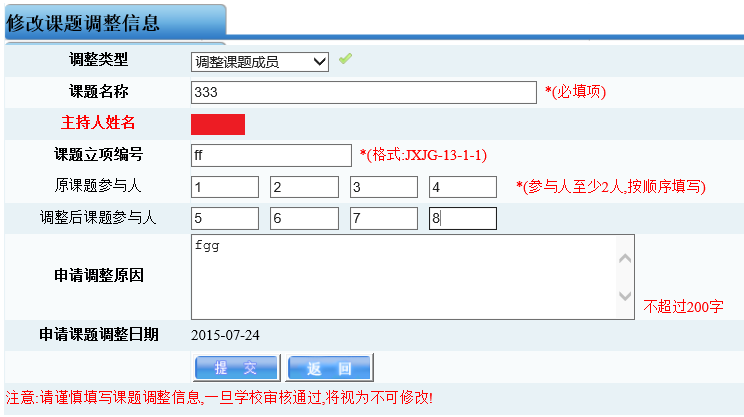 修改课题调整信息
调整类型 调整课题成员
课题名称 333 *(必填项)
主持人姓名
课题立项编号 ff *(格式:JXJG-13-1-1)
原课题参与人 1 2 3 4 *(参与人至少2人,按顺序填写)
调整后课题参与人 5 6 7 8
fgg
申请调整原因
不超过200字
申请课题调整日期 2015-07-24
提 交 返 回
注意:请谨慎填写课题调整信息,一旦学校审核通过,将视为不可修改!